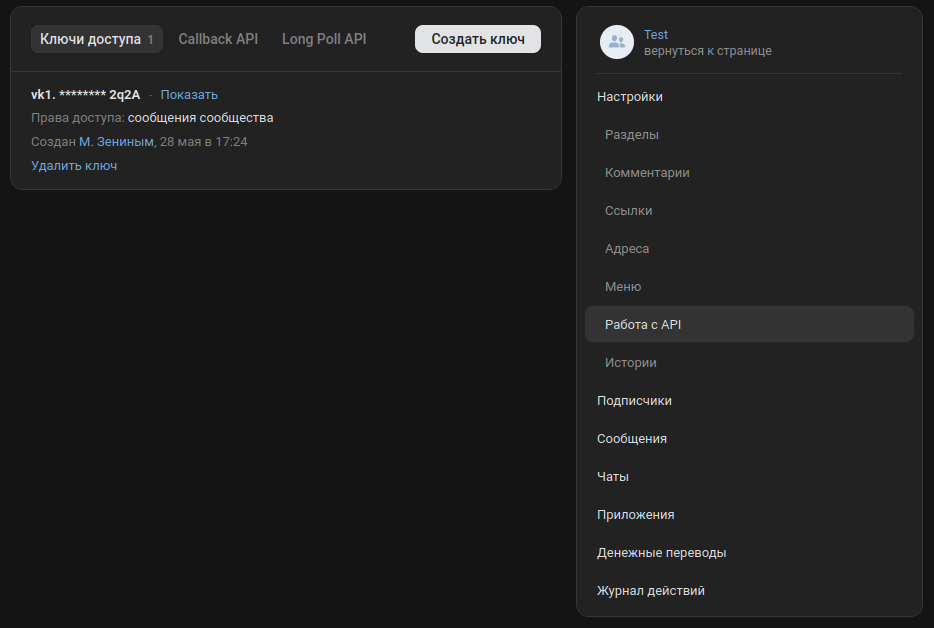 Ключи доступа 1 Callback API Long Poll API Создать ключ
vk1. ******** 2q2A - Показать
Права доступа: сообщения сообщества
Создан М. Зениным, 28 мая в 17:24
Удалить ключ
Test
вернуться к странице
Настройки
Разделы
Комментарии
Ссылки
Адреса
Меню
Работа с API
Истории
Подписчики
Сообщения
Чаты
Приложения
Денежные переводы
Журнал действий